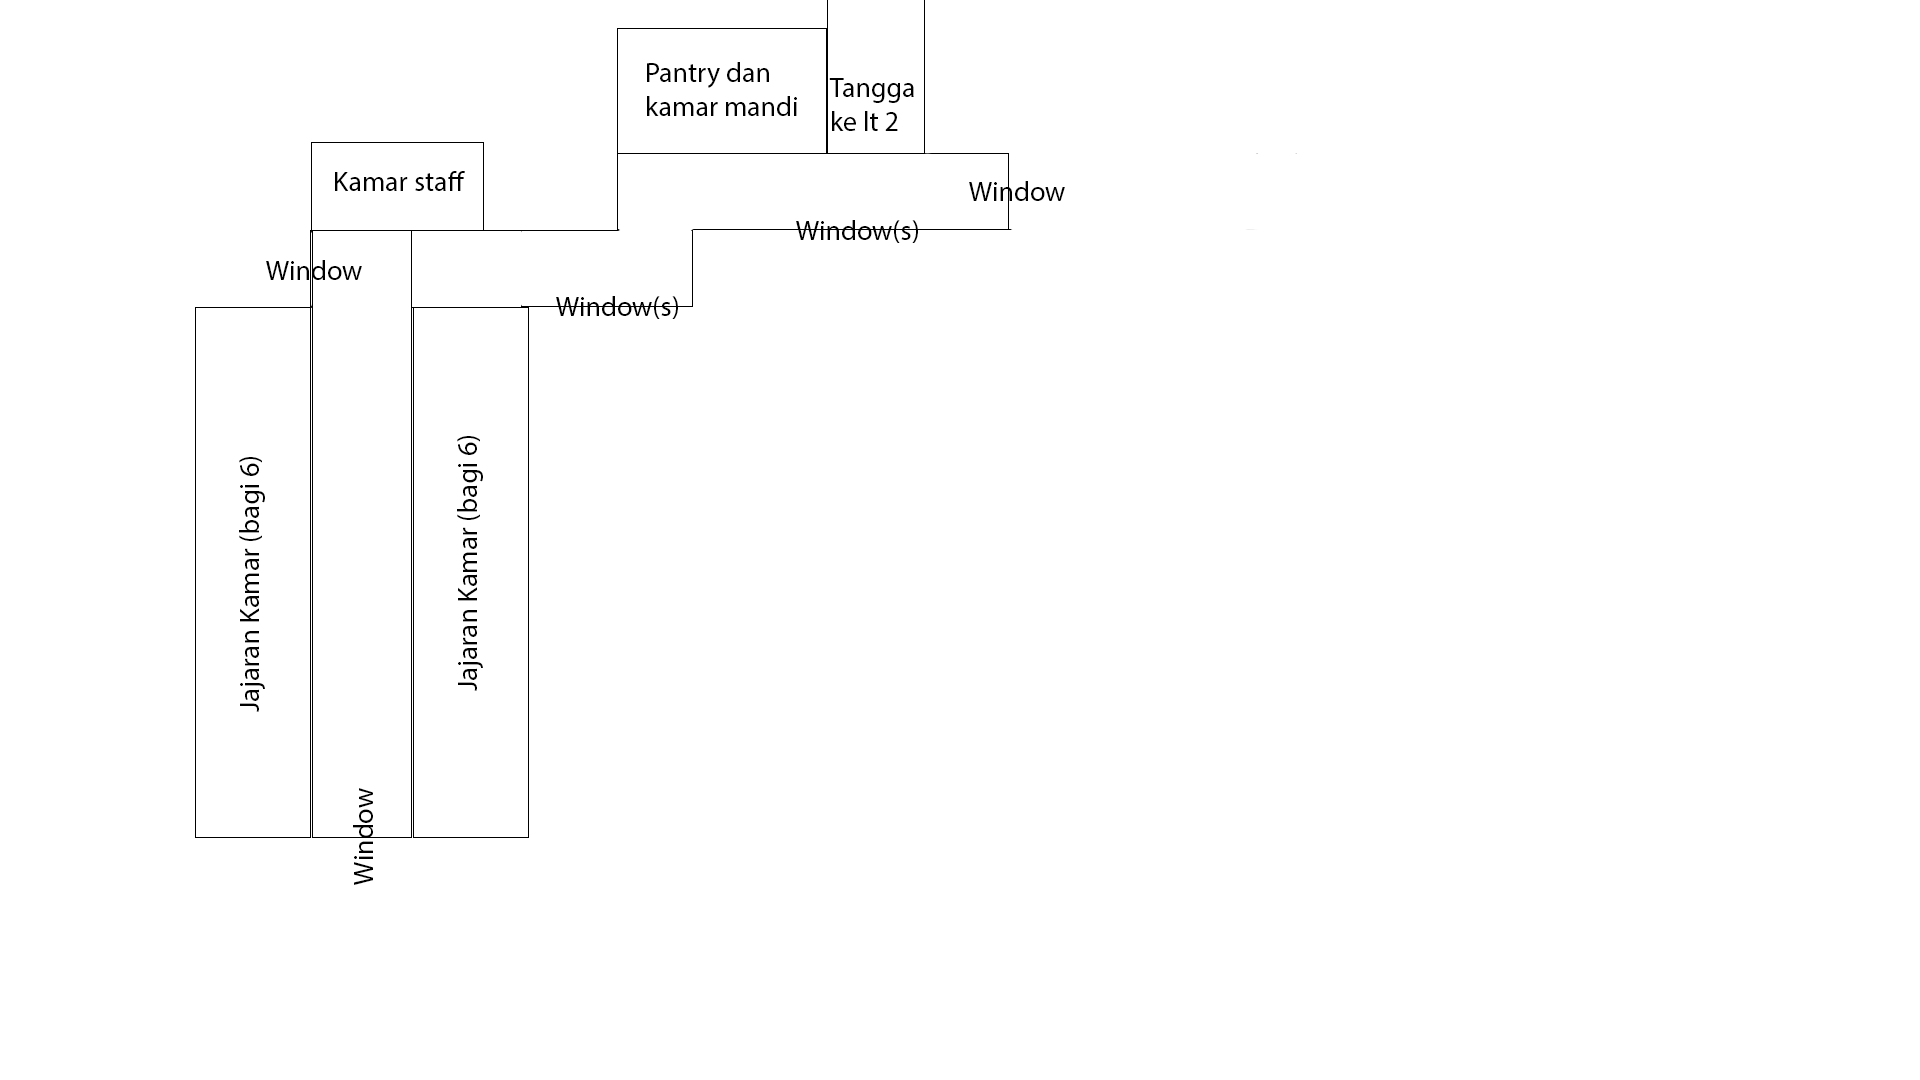 Pantry dan
kamar mandi
Tangga
ke lt 2
Kamar staff
Window
Window(s)
Window
Window(s)
Jajaran Kamar (bagi 6)
Jajaran Kamar (bagi 6)
Window